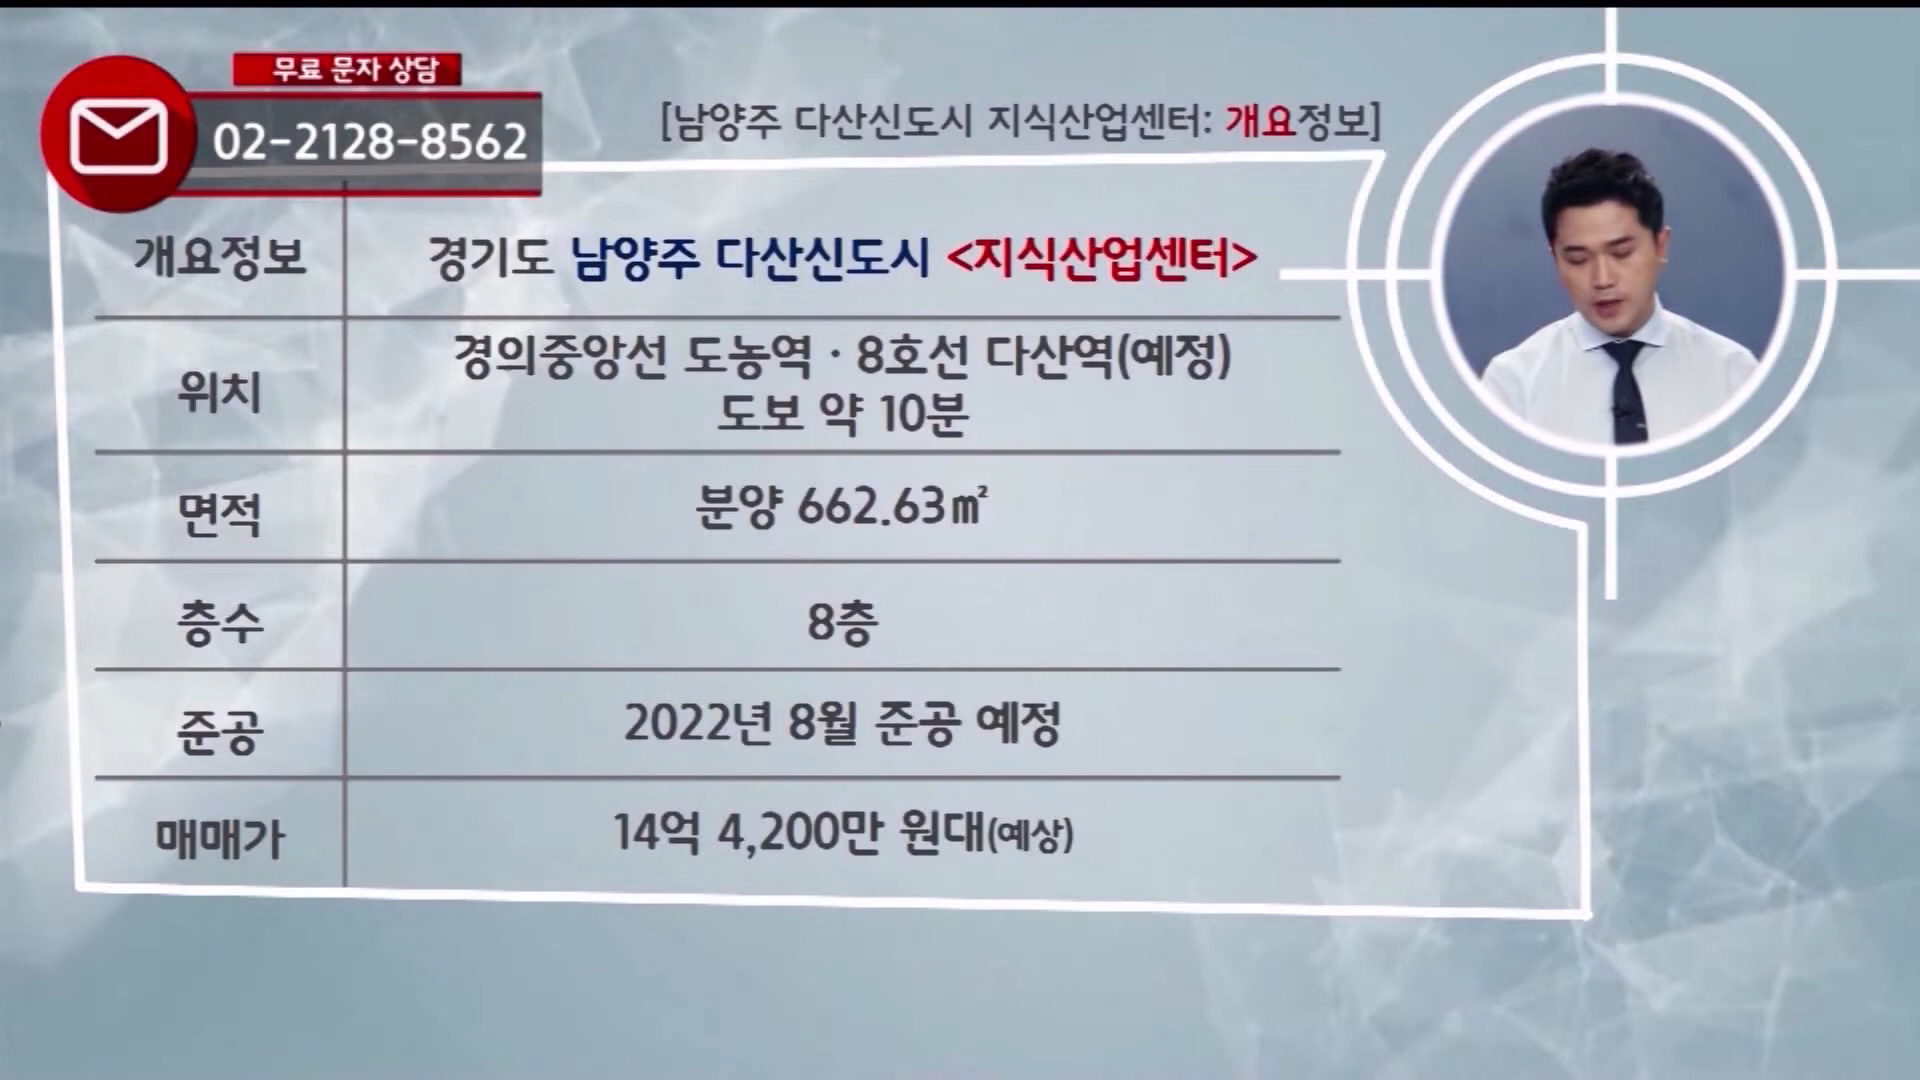 무료 문자 상담
02-2128-8562
[남양주 다산신도시 지식산업센터: 개요정보]
개요정보
경기도 남양주 다산신도시 <지식산업센터>
위치
경의중앙선 도농역 · 8호선 다산역(예정)
도보 약 10분
면적
분양 662.63㎡
층수
8층
준공
2022년 8월 준공 예정
매매가
14억 4,200만 원대(예상)